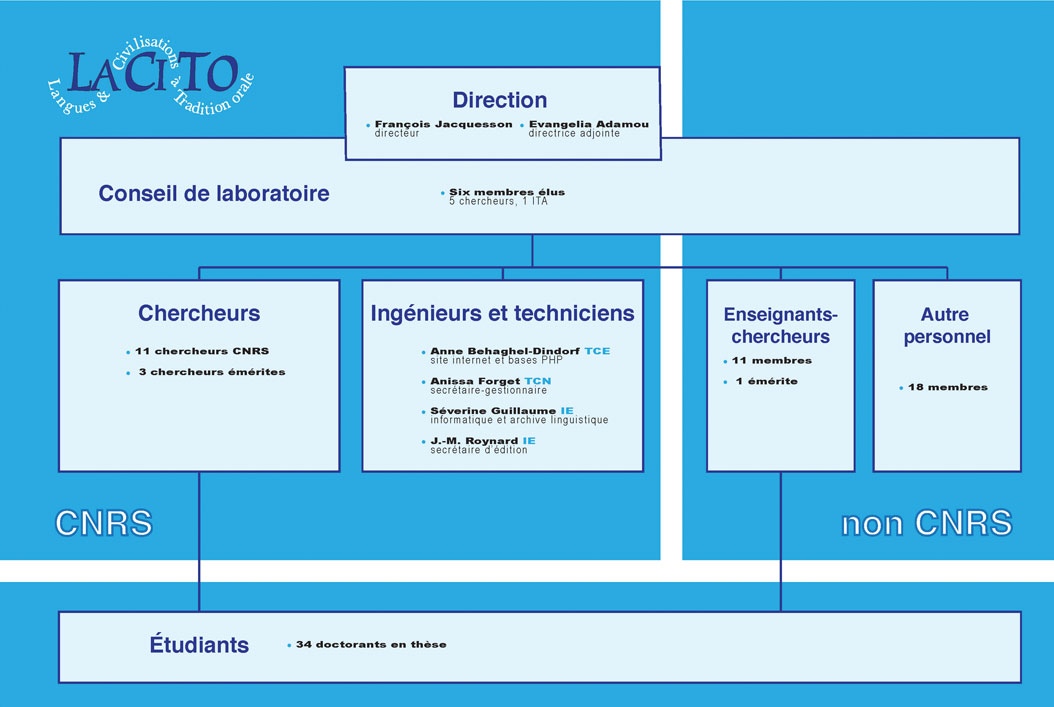 LACITO
Langues & Civilisations à Tradition orale
Direction
• François Jacquesson • Evangelia Adamou
directeur directrice adjointe
Conseil de laboratoire
• Six membres élus
5 chercheurs, 1 ITA
Chercheurs
• 11 chercheurs CNRS
• 3 chercheurs émérites
Ingénieurs et techniciens
• Anne Behaghel-Dindorf TCE
site internet et bases PHP
• Anissa Forget TCN
secrétaire-gestionnaire
• Séverine Guillaume IE
informatique et archive linguistique
• J.-M. Roynard IE
secrétaire d'édition
Enseignants-
chercheurs
• 11 membres
• 1 émérite
Autre
personnel
• 18 membres
CNRS
non CNRS
Étudiants
• 34 doctorants en thèse